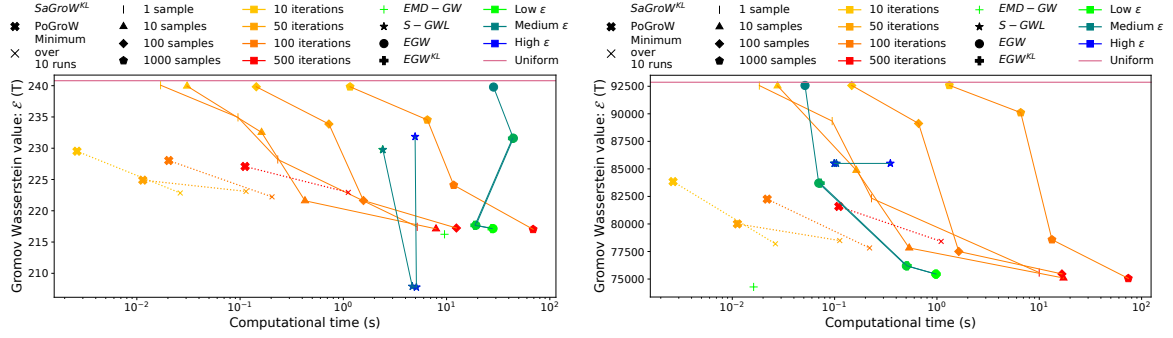 SaGroW^KL 1 sample 10 iterations EMD-GW Low ε
PoGroW 10 samples 50 iterations S-GWL Medium ε
Minimum over 10 runs 100 samples 100 iterations EGW High ε
1000 samples 500 iterations EGW^KL Uniform
240
235
230
225
220
215
210
Gromov Wasserstein value: ℰ (T)
10^-2 10^-1 10^0 10^1 10^2
Computational time (s)
SaGroW^KL 1 sample 10 iterations EMD-GW Low ε
PoGroW 10 samples 50 iterations S-GWL Medium ε
Minimum over 10 runs 100 samples 100 iterations EGW High ε
1000 samples 500 iterations EGW^KL Uniform
92500
90000
87500
85000
82500
80000
77500
75000
Gromov Wasserstein value: ℰ (T)
10^-2 10^-1 10^0 10^1 10^2
Computational time (s)